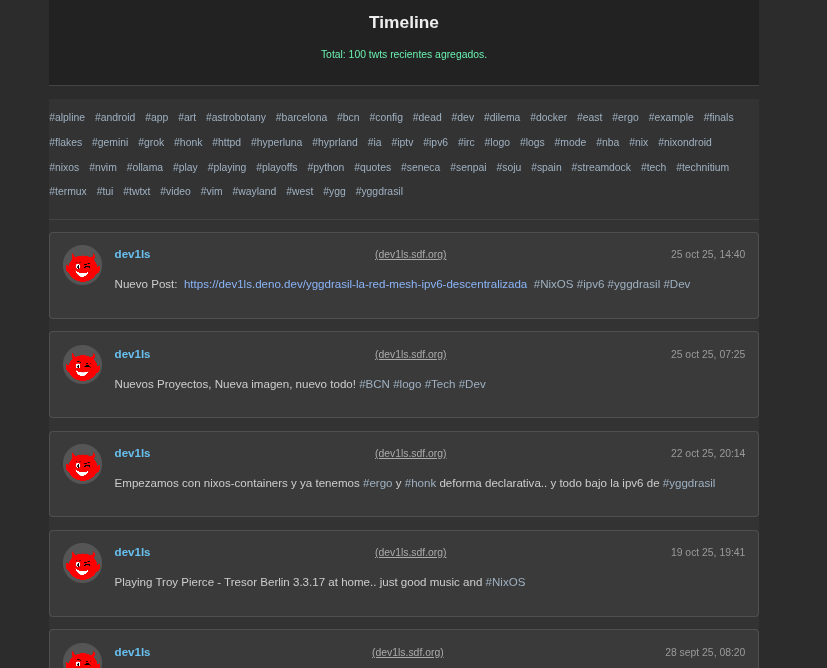 Timeline
Total: 100 twts recientes agregados.
#alpline #android #app #art #astrobotany #barcelona #bcn #config #dead #dev #dilema #docker #east #ergo #example #finals
#flakes #gemini #grok #honk #httpd #hyperluna #hyprland #ia #iptv #ipv6 #irc #logo #logs #mode #nba #nix #nixondroid
#nixos #nvim #ollama #play #playing #playoffs #python #quotes #seneca #senpai #soju #spain #streamdock #tech #technitium
#termux #tui #twtxt #video #vim #wayland #west #ygg #yggdrasil
dev1ls (dev1ls.sdf.org) 25 oct 25, 14:40
Nuevo Post: https://dev1ls.deno.dev/yggdrasil-la-red-mesh-ipv6-descentralizada #NixOS #ipv6 #yggdrasil #Dev
dev1ls (dev1ls.sdf.org) 25 oct 25, 07:25
Nuevos Proyectos, Nueva imagen, nuevo todo! #BCN #logo #Tech #Dev
dev1ls (dev1ls.sdf.org) 22 oct 25, 20:14
Empezamos con nixos-containers y ya tenemos #ergo y #honk deforma declarativa.. y todo bajo la ipv6 de #yggdrasil
dev1ls (dev1ls.sdf.org) 19 oct 25, 19:41
Playing Troy Pierce - Tresor Berlin 3.3.17 at home.. just good music and #NixOS
dev1ls (dev1ls.sdf.org) 28 sept 25, 08:20